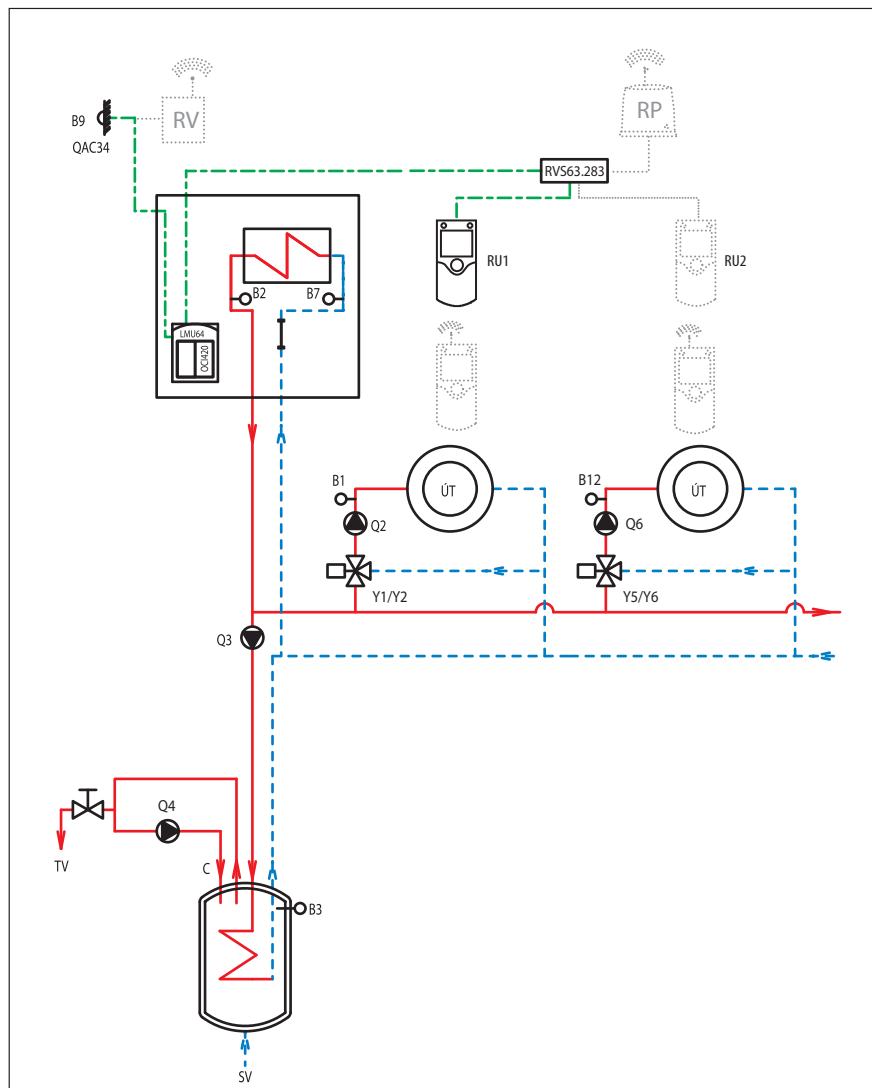 RV
RP
B9
QAC34
RVS63.283
RU1
RU2
B2
B7
LMU64
OCI420
B1
ÚT
B12
ÚT
Q2
Q6
Y1/Y2
Y5/Y6
Q3
Q4
TV
C
B3
SV